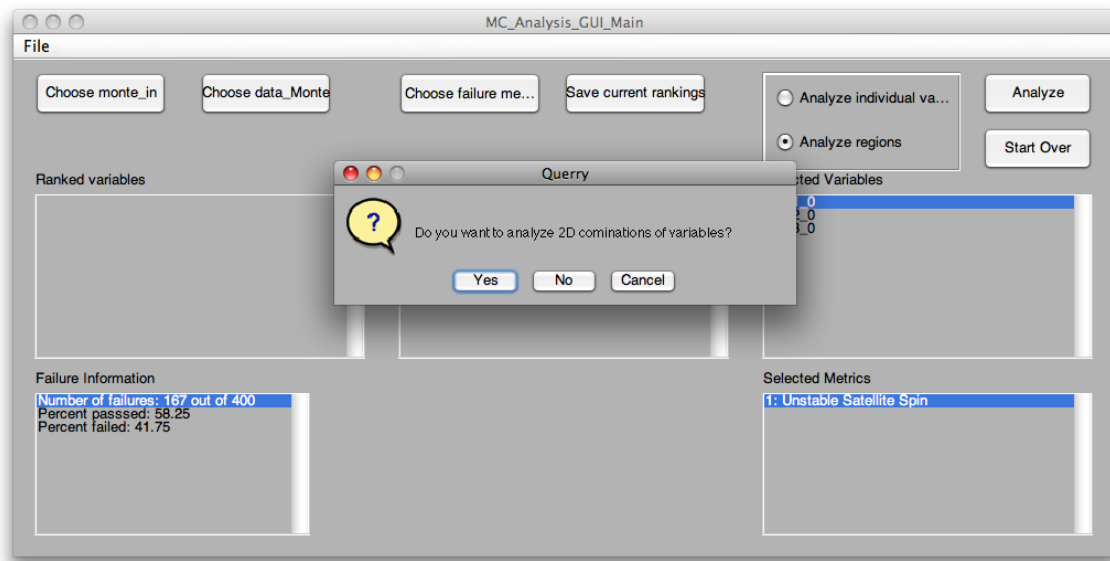 MC_Analysis_GUI_Main
File
Choose monte_in
Choose data_Monte
Choose failure me...
Save current rankings
Analyze individual va...
Analyze regions
Analyze
Start Over
Ranked variables
cted Variables
_0
2_0
3_0
Querry
?
Do you want to analyze 2D cominations of variables?
Yes
No
Cancel
Failure Information
Number of failures: 167 out of 400
Percent passsed: 58.25
Percent failed: 41.75
Selected Metrics
1: Unstable Satellite Spin